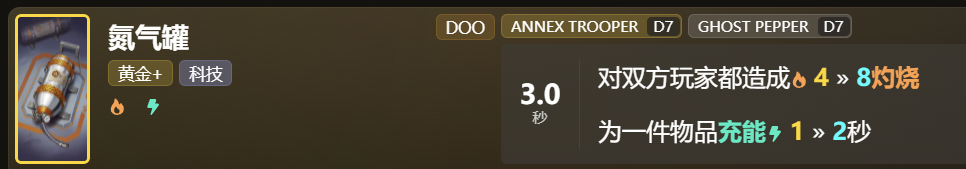 氮气罐
黄金+ 科技
DOO ANNEX TROOPER D7 GHOST PEPPER D7
3.0
秒
对双方玩家都造成 4 » 8灼烧
为一件物品充能 1 » 2秒